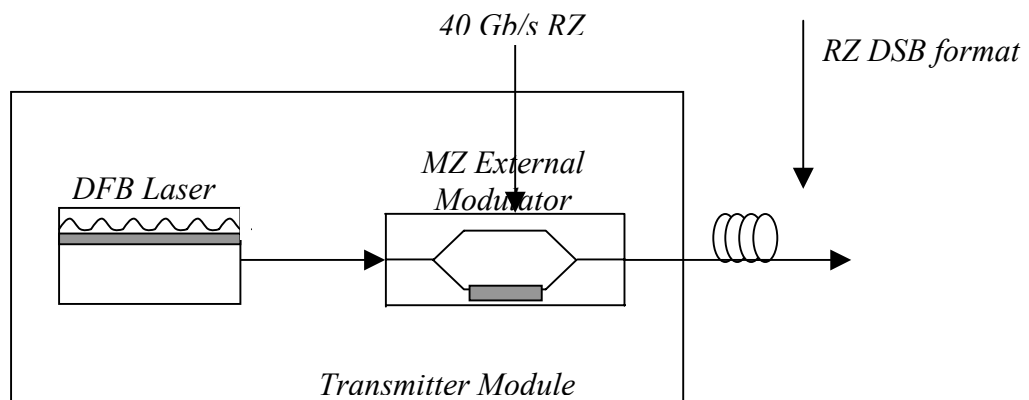 40 Gb/s RZ
RZ DSB format
MZ External
Modulator
DFB Laser
Transmitter Module